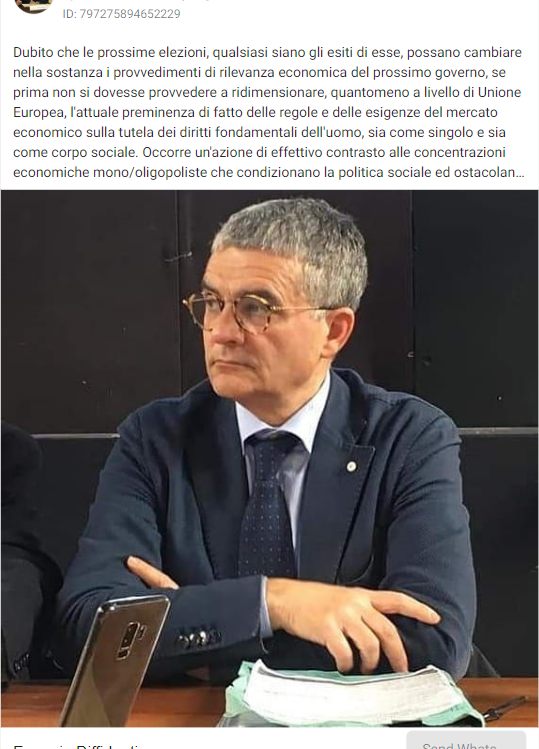 ID: 797275894652229
Dubito che le prossime elezioni, qualsiasi siano gli esiti di esse, possano cambiare
nella sostanza i provvedimenti di rilevanza economica del prossimo governo, se
prima non si dovesse provvedere a ridimensionare, quantomeno a livello di Unione
Europea, l'attuale preminenza di fatto delle regole e delle esigenze del mercato
economico sulla tutela dei diritti fondamentali dell'uomo, sia come singolo e sia
come corpo sociale. Occorre un'azione di effettivo contrasto alle concentrazioni
economiche mono/oligopoliste che condizionano la politica sociale ed ostacolan...
Send Whats